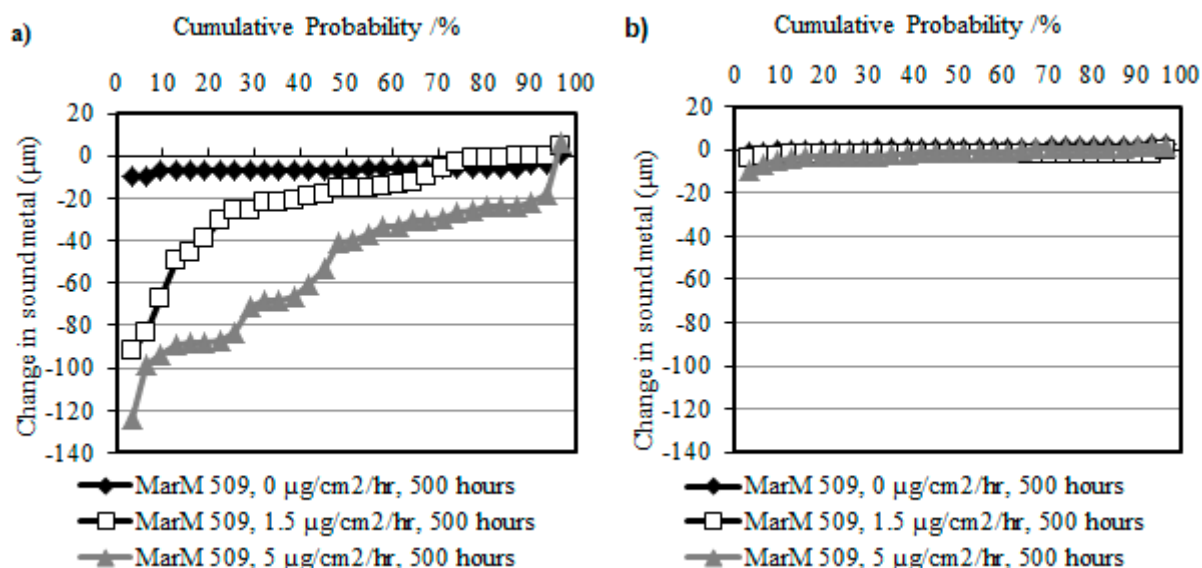 a)
Cumulative Probability /%
0 10 20 30 40 50 60 70 80 90 100
20
0
-20
-40
-60
-80
-100
-120
-140
Change in sound metal (µm)
MarM 509, 0 µg/cm2/hr, 500 hours
MarM 509, 1.5 µg/cm2/hr, 500 hours
MarM 509, 5 µg/cm2/hr, 500 hours
b)
Cumulative Probability /%
0 10 20 30 40 50 60 70 80 90 100
20
0
-20
-40
-60
-80
-100
-120
-140
Change in sound metal (µm)
MarM 509, 0 µg/cm2/hr, 500 hours
MarM 509, 1.5 µg/cm2/hr, 500 hours
MarM 509, 5 µg/cm2/hr, 500 hours